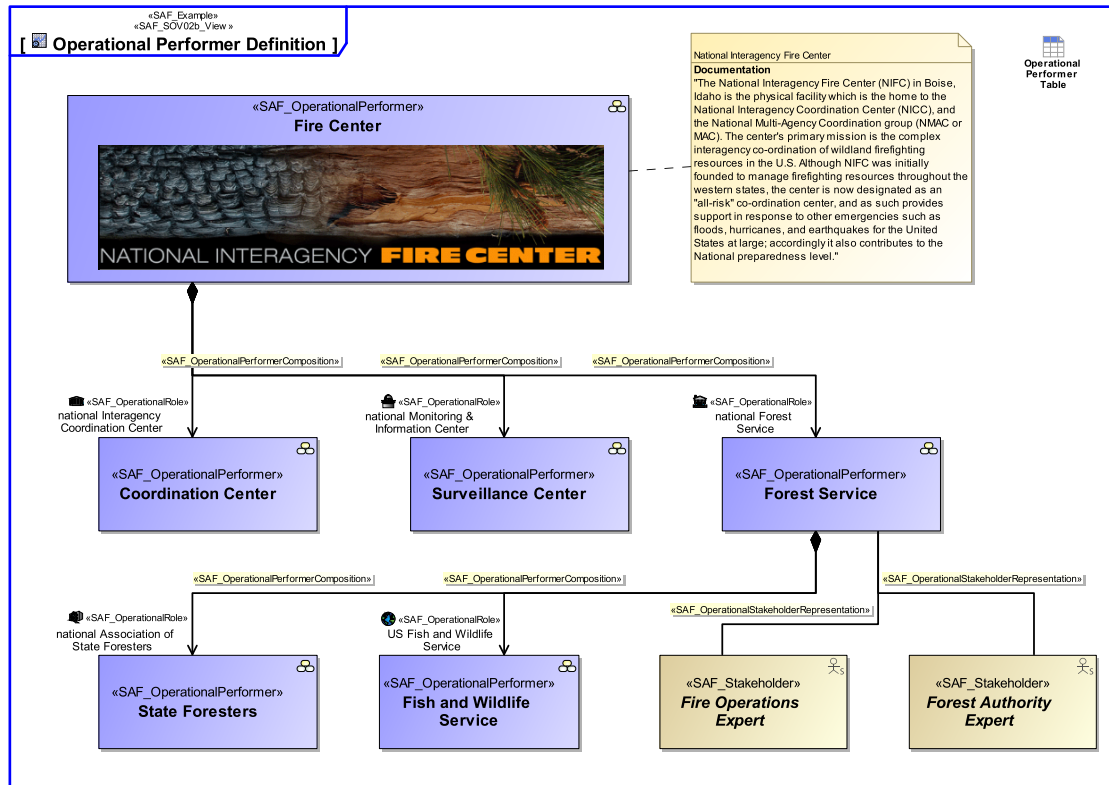 «SAF_Example»
«SAF_SOV02b_View »
[ Operational Performer Definition ]
National Interagency Fire Center
Documentation
"The National Interagency Fire Center (NIFC) in Boise,
Idaho is the physical facility which is the home to the
National Interagency Coordination Center (NICC), and
the National Multi-Agency Coordination group (NMAC or
MAC). The center's primary mission is the complex
interagency co-ordination of wildland firefighting
resources in the U.S. Although NIFC was initially
founded to manage firefighting resources throughout the
western states, the center is now designated as an
"all-risk" co-ordination center, and as such provides
support in response to other emergencies such as
floods, hurricanes, and earthquakes for the United
States at large; accordingly it also contributes to the
National preparedness level."
Operational
Performer
Table
«SAF_OperationalPerformer»
Fire Center
NATIONAL INTERAGENCY FIRE CENTER
«SAF_OperationalPerformerComposition»
«SAF_OperationalPerformerComposition»
«SAF_OperationalPerformerComposition»
«SAF_OperationalRole»
national Interagency
Coordination Center
«SAF_OperationalRole»
national Monitoring &
Information Center
«SAF_OperationalRole»
national Forest
Service
«SAF_OperationalPerformer»
Coordination Center
«SAF_OperationalPerformer»
Surveillance Center
«SAF_OperationalPerformer»
Forest Service
«SAF_OperationalPerformerComposition»
«SAF_OperationalPerformerComposition»
«SAF_OperationalStakeholderRepresentation»
«SAF_OperationalStakeholderRepresentation»
«SAF_OperationalRole»
national Association of
State Foresters
«SAF_OperationalRole»
US Fish and Wildlife
Service
«SAF_OperationalPerformer»
State Foresters
«SAF_OperationalPerformer»
Fish and Wildlife
Service
«SAF_Stakeholder»
Fire Operations
Expert
«SAF_Stakeholder»
Forest Authority
Expert